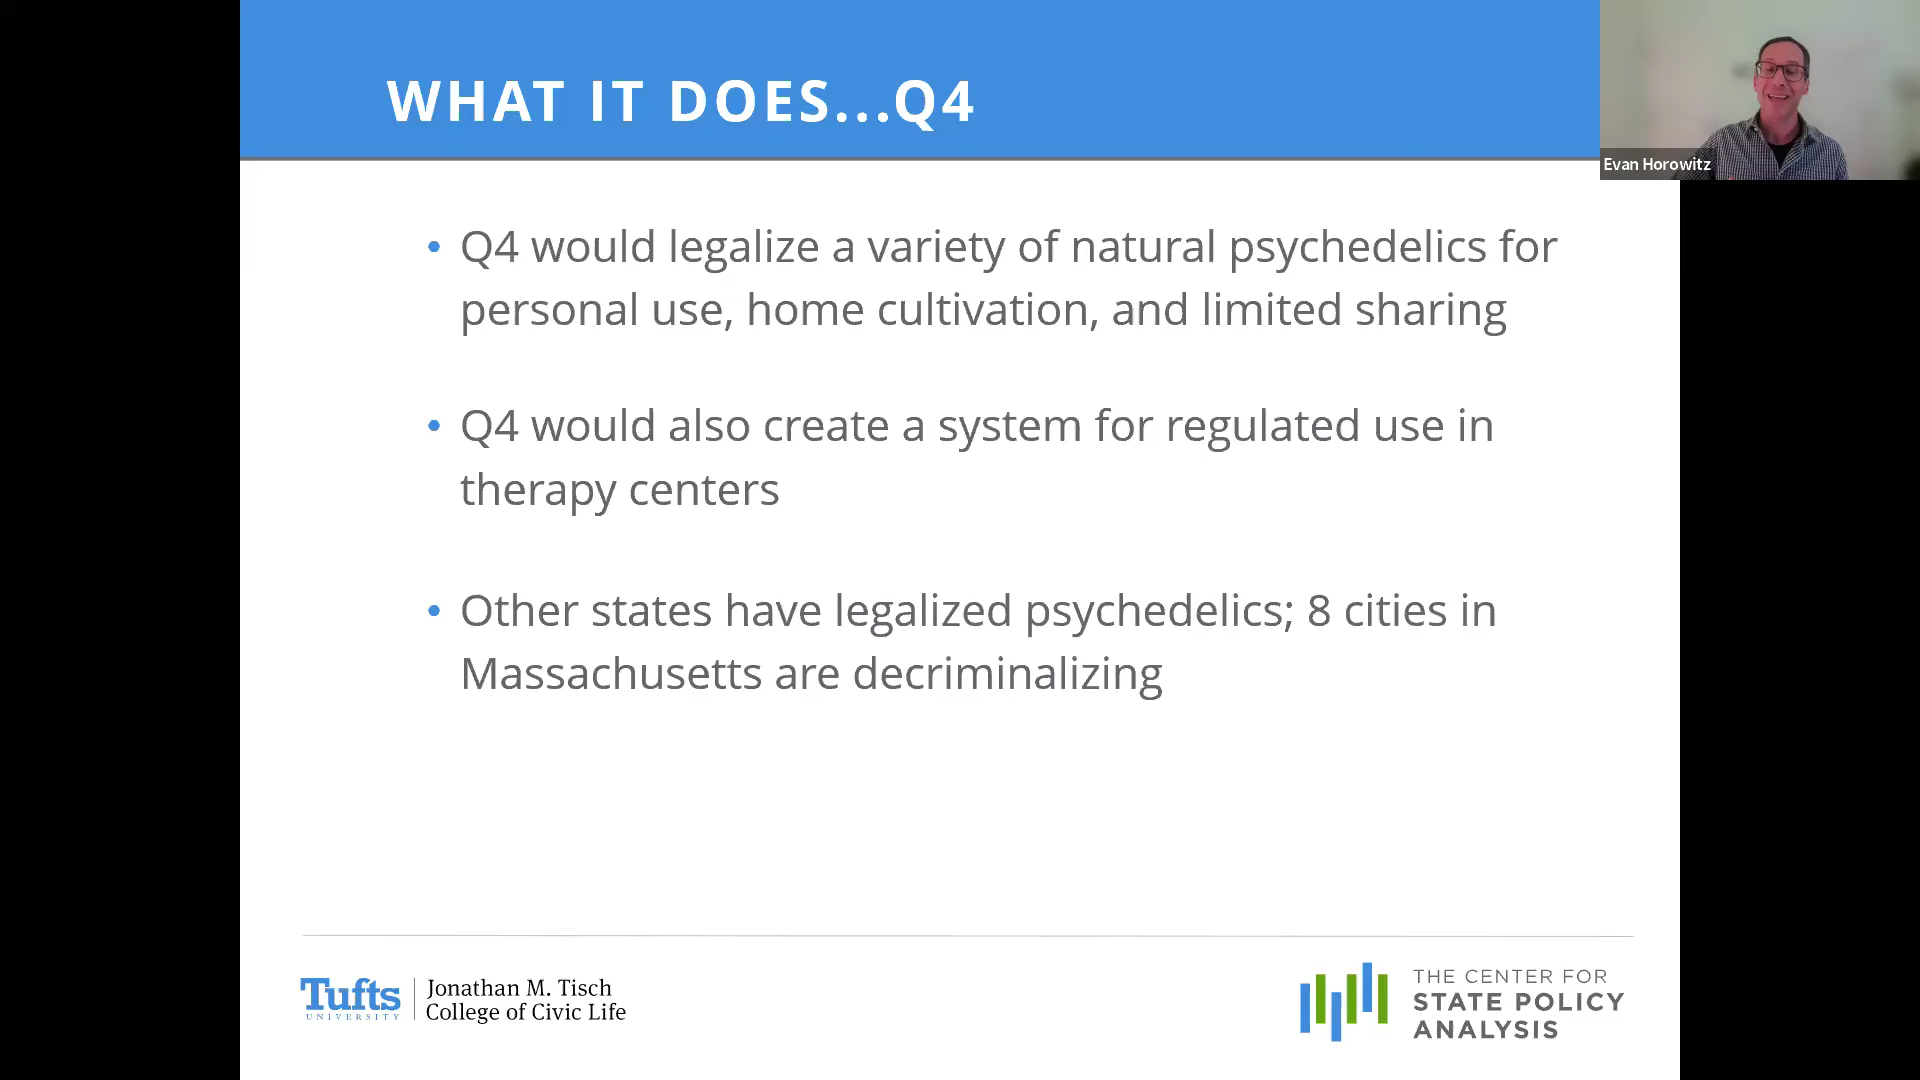 WHAT IT DOES...Q4
Evan Horowitz
• Q4 would legalize a variety of natural psychedelics for
personal use, home cultivation, and limited sharing
• Q4 would also create a system for regulated use in
therapy centers
• Other states have legalized psychedelics; 8 cities in
Massachusetts are decriminalizing
Tufts
UNIVERSITY
Jonathan M. Tisch
College of Civic Life
THE CENTER FOR
STATE POLICY
ANALYSIS